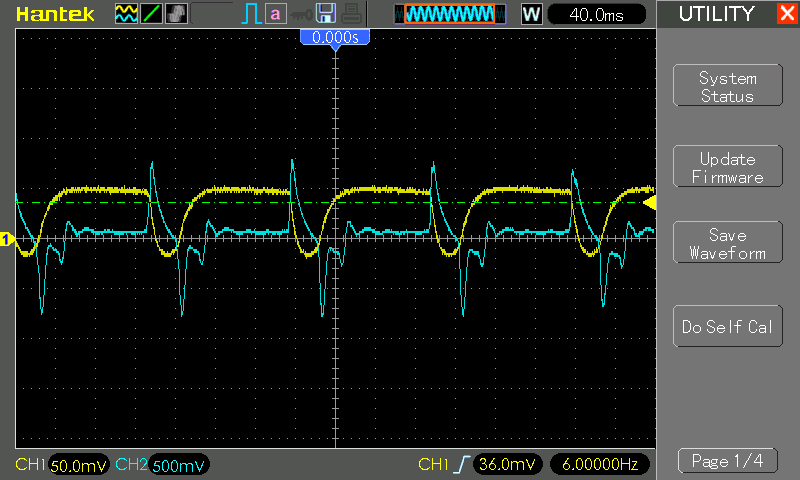 Hantek
a
W
40.0ms
UTILITY
X
0.000s
System
Status
Update
Firmware
Save
Waveform
Do Self Cal
1
CH1 50.0mV CH2 500mV CH1 36.0mV 6.00000Hz
Page 1/4